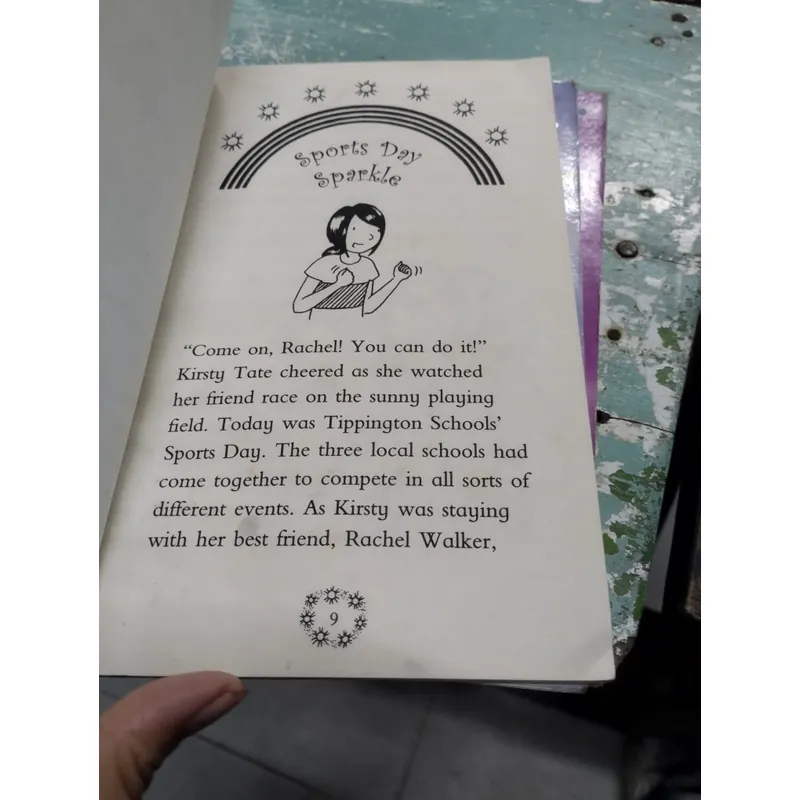 Sports Day
Sparkle
“Come on, Rachel! You can do it!”
Kirsty Tate cheered as she watched
her friend race on the sunny playing
field. Today was Tippington Schools’
Sports Day. The three local schools had
come together to compete in all sorts of
different events. As Kirsty was staying
with her best friend, Rachel Walker,
9